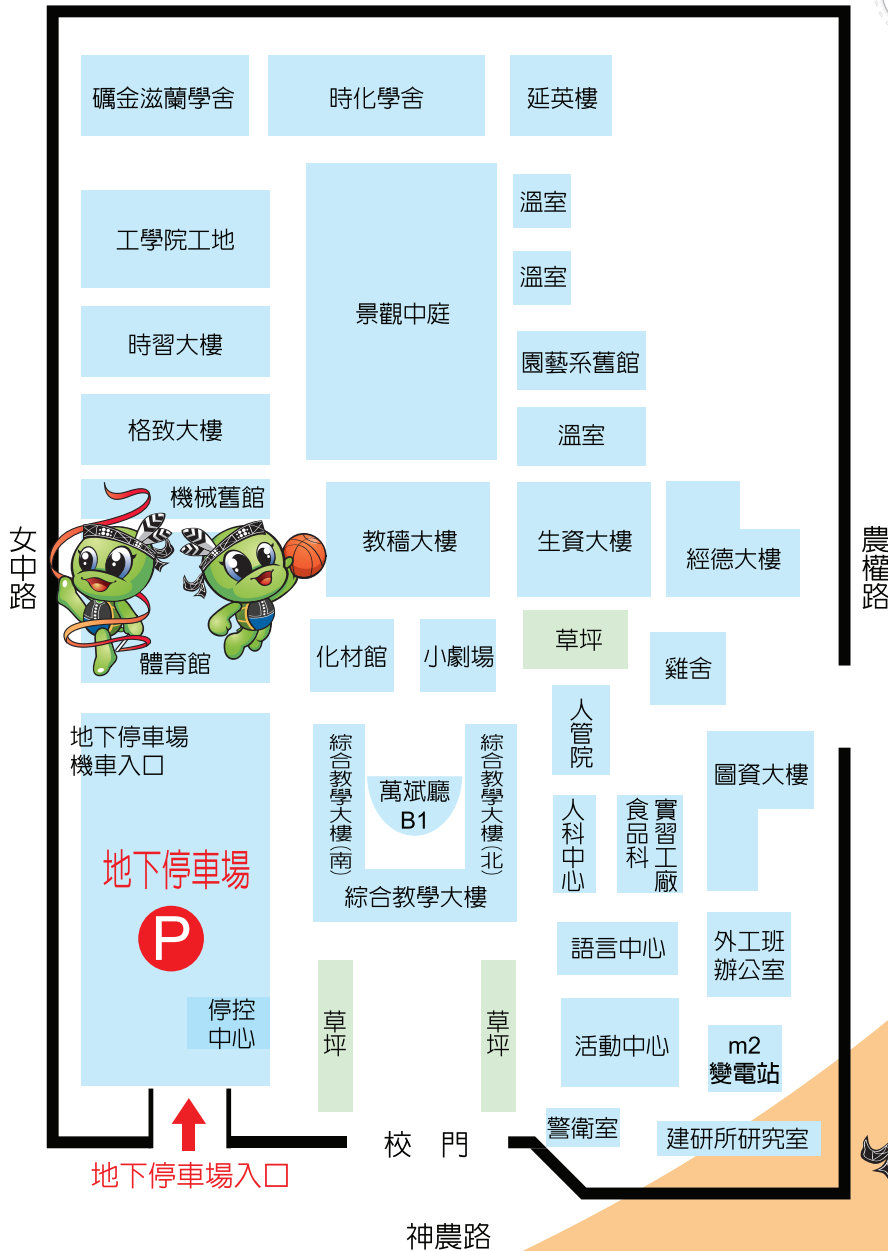 礪金滋蘭學舍
時化學舍
延英樓
工學院工地
景觀中庭
溫室
溫室
時習大樓
園藝系舊館
格致大樓
溫室
機械舊館
教穡大樓
生資大樓
經德大樓
女中路
農權路
體育館
化材館
小劇場
草坪
雞舍
地下停車場
機車入口
綜合教學大樓(南)
萬斌廳
B1
綜合教學大樓(北)
綜合教學大樓
人管院
圖資大樓
人科中心
實習工廠
食品科
地下停車場
P
語言中心
外工班
辦公室
停控
中心
草坪
草坪
活動中心
m2
變電站
警衛室
建研所研究室
校 門
地下停車場入口
神農路